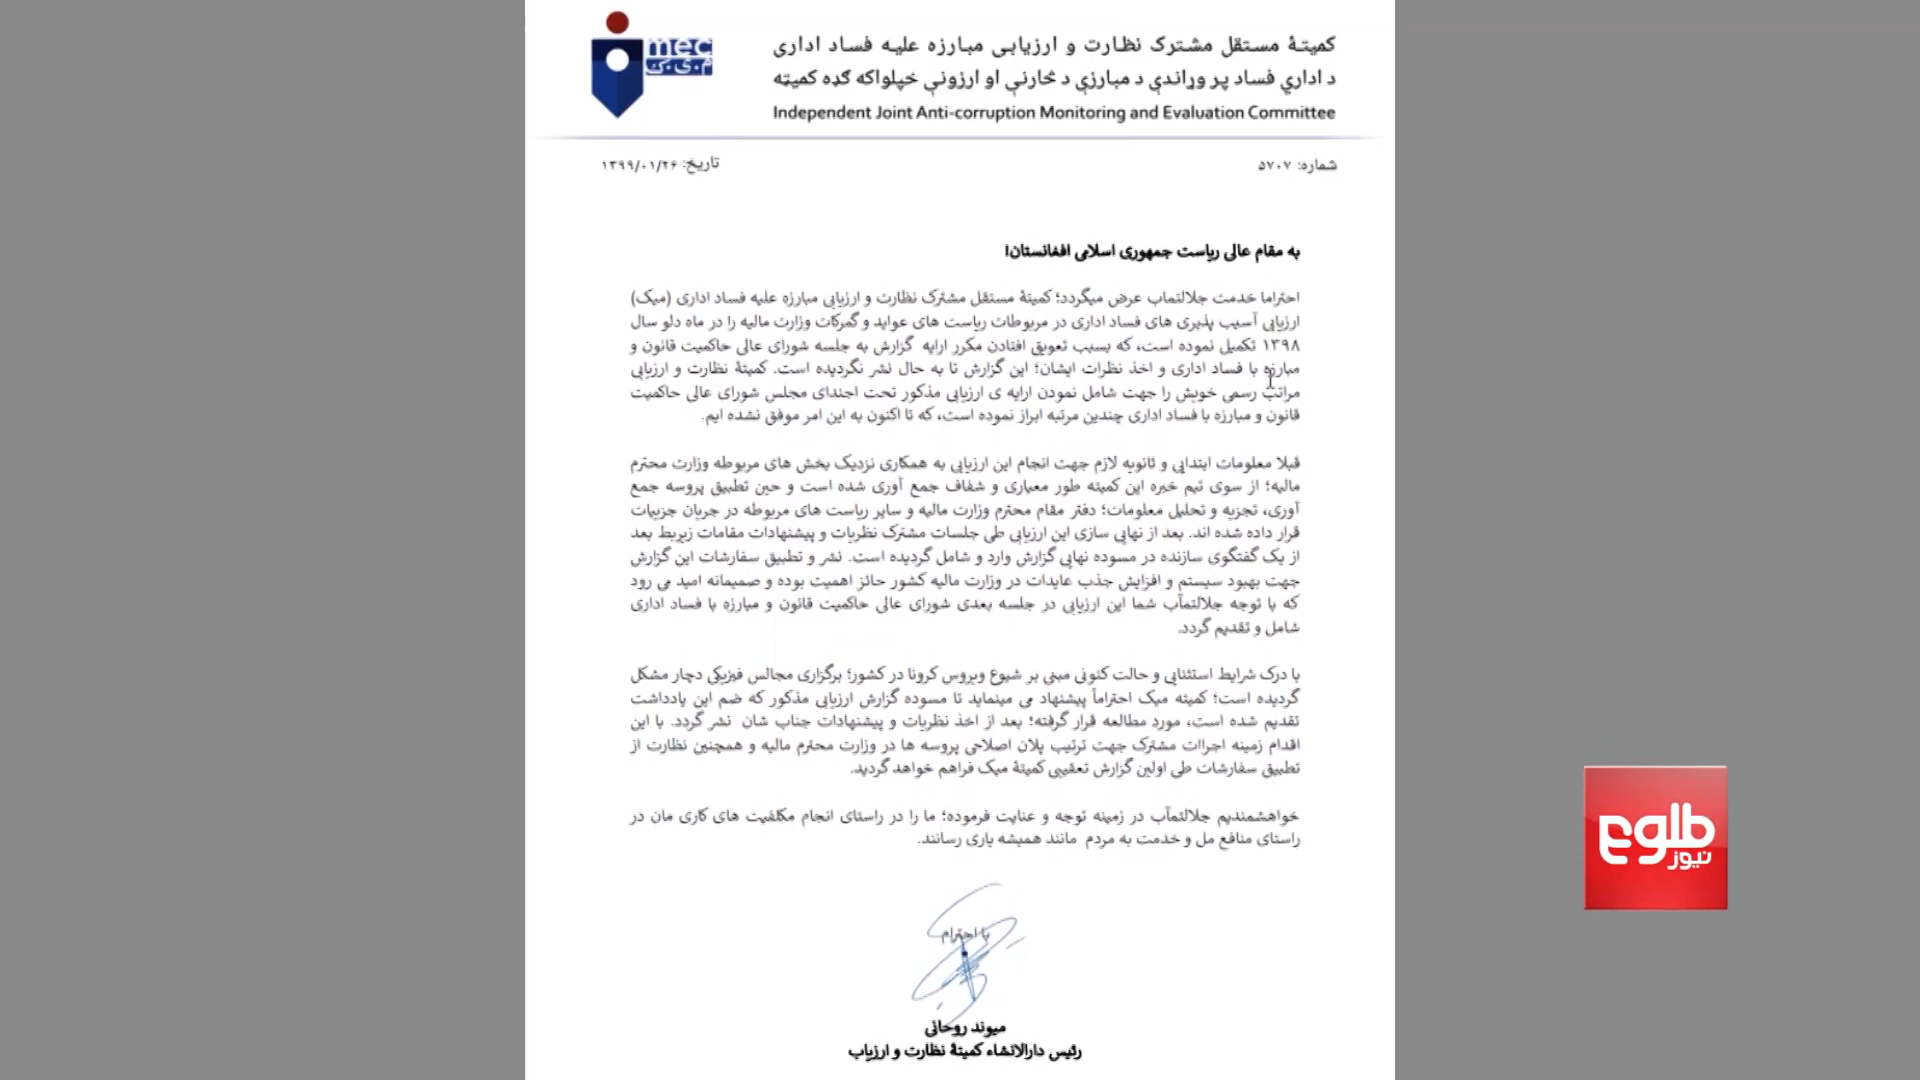 mec
م.ی.ک
کمیتهٔ مستقل مشترک نظارت و ارزیابی مبارزه علیه فساد اداری
د اداري فساد پر وړاندې د مبارزې د څارنې او ارزونې خپلواکه ګډه کمیټه
Independent Joint Anti-corruption Monitoring and Evaluation Committee
شماره: ۵۷۰۷
تاریخ: ۱۳۹۹/۰۱/۲۶
به مقام عالی ریاست جمهوری اسلامی افغانستان!
احتراما خدمت جلالتماب عرض میگردد؛ کمیتهٔ مستقل مشترک نظارت و ارزیابی مبارزه علیه فساد اداری (میک)
ارزیابی آسیب پذیری های فساد اداری در مربوطات ریاست های عواید و گمرکات وزارت مالیه را در ماه دلو سال
۱۳۹۸ تکمیل نموده است، که بسبب تعویق افتادن مکرر ارایه گزارش به جلسه شورای عالی حاکمیت قانون و
مبارزه با فساد اداری و اخذ نظرات ایشان؛ این گزارش تا به حال نشر نگردیده است. کمیتهٔ نظارت و ارزیابی
مراتب رسمی خویش را جهت شامل نمودن ارایه ی ارزیابی مذکور تحت اجندای مجلس شورای عالی حاکمیت
قانون و مبارزه با فساد اداری چندین مرتبه ابراز نموده است، که تا اکنون به این امر موفق نشده ایم.
قبلا معلومات ابتدایی و ثانویه لازم جهت انجام این ارزیابی به همکاری نزدیک بخش های مربوطه وزارت محترم
مالیه؛ از سوی تیم خبره این کمیته طور معیاری و شفاف جمع آوری شده است و حین تطبیق پروسه جمع
آوری، تجزیه و تحلیل معلومات؛ دفتر مقام محترم وزارت مالیه و سایر ریاست های مربوطه در جریان جزییات
قرار داده شده اند. بعد از نهایی سازی این ارزیابی طی جلسات مشترک نظریات و پیشنهادات مقامات زیربط بعد
از یک گفتگوی سازنده در مسوده نهایی گزارش وارد و شامل گردیده است. نشر و تطبیق سفارشات این گزارش
جهت بهبود سیستم و افزایش جذب عایدات در وزارت مالیه کشور حائز اهمیت بوده و صمیمانه امید می رود
که با توجه جلالتمآب شما این ارزیابی در جلسه بعدی شورای عالی حاکمیت قانون و مبارزه با فساد اداری
شامل و تقدیم گردد.
با درک شرایط استثنایی و حالت کنونی مبنی بر شیوع ویروس کرونا در کشور؛ برگزاری مجالس فیزیکی دچار مشکل
گردیده است؛ کمیته میک احتراماً پیشنهاد می مینماید تا مسوده گزارش ارزیابی مذکور که ضم این یادداشت
تقدیم شده است، مورد مطالعه قرار گرفته؛ بعد از اخذ نظریات و پیشنهادات جناب شان نشر گردد. با این
اقدام زمینه اجراات مشترک جهت ترتیب پلان اصلاحی پروسه ها در وزارت محترم مالیه و همچنین نظارت از
تطبیق سفارشات طی اولین گزارش تعقیبی کمیتهٔ میک فراهم خواهد گردید.
خواهشمندیم جلالتمآب در زمینه توجه و عنایت فرموده؛ ما را در راستای انجام مکلفیت های کاری مان در
راستای منافع مل و خدمت به مردم مانند همیشه یاری رسانند.
با احترام
میوند روحانی
رئیس دارالانشاء کمیتهٔ نظارت و ارزیاب
طلوع
نیوز